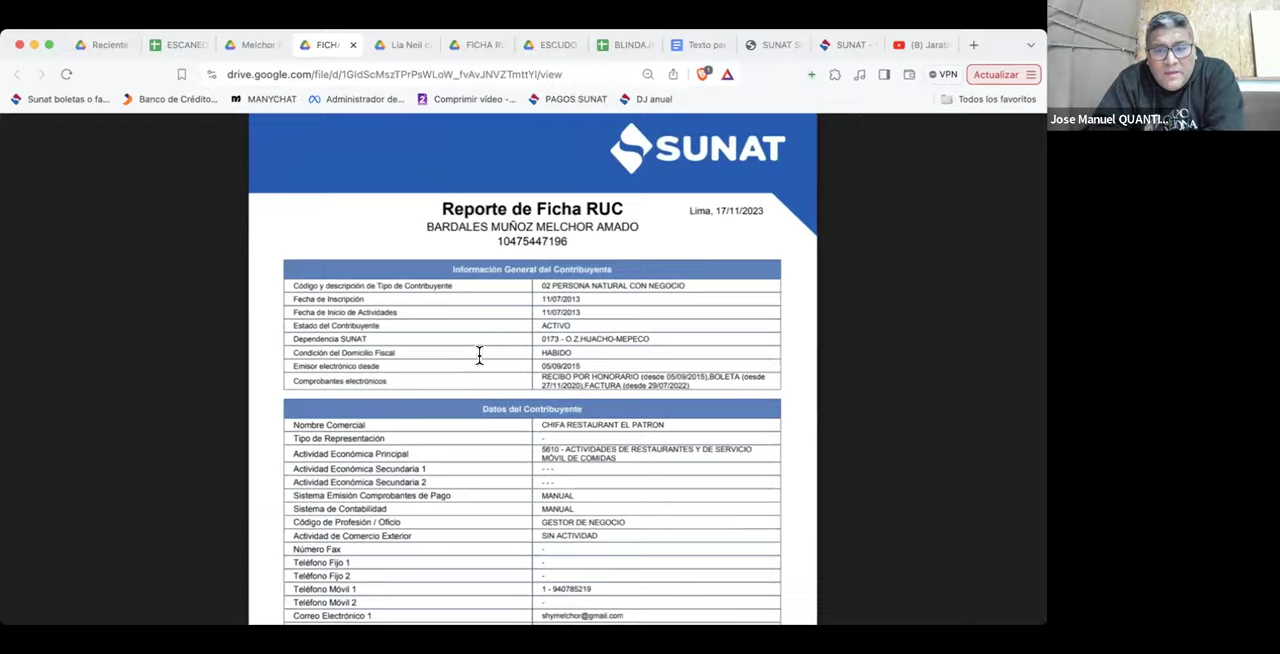 Reciente
ESCANEO
Melchor
FICHA
Lia Neil c
FICHA RU
ESCUDO
BLINDAJ
Texto par
SUNAT
SUNAT -
(8) Jarab
drive.google.com/file/d/1GIdScMszTPrPsWLoW_fvAvJNVZTmttYl/view
VPN
Actualizar
Sunat boletas o fa...
Banco de Crédito...
MANYCHAT
Administrador de...
Comprimir vídeo -...
PAGOS SUNAT
DJ anual
Todos los favoritos
Jose Manuel QUANTI...
SUNAT
Reporte de Ficha RUC
Lima, 17/11/2023
BARDALES MUÑOZ MELCHOR AMADO
10475447196
Información General del Contribuyente
Código y descripción de Tipo de Contribuyente 02 PERSONA NATURAL CON NEGOCIO
Fecha de Inscripción 11/07/2013
Fecha de Inicio de Actividades 11/07/2013
Estado del Contribuyente ACTIVO
Dependencia SUNAT 0173 - O.Z.HUACHO-MEPECO
Condición del Domicilio Fiscal HABIDO
Emisor electrónico desde 05/09/2015
Comprobantes electrónicos RECIBO POR HONORARIO (desde 05/09/2015),BOLETA (desde
27/11/2020),FACTURA (desde 29/07/2022)
Datos del Contribuyente
Nombre Comercial CHIFA RESTAURANT EL PATRON
Tipo de Representación -
Actividad Económica Principal 5610 - ACTIVIDADES DE RESTAURANTES Y DE SERVICIO
MÓVIL DE COMIDAS
Actividad Económica Secundaria 1 - - -
Actividad Económica Secundaria 2 - - -
Sistema Emisión Comprobantes de Pago MANUAL
Sistema de Contabilidad MANUAL
Código de Profesión / Oficio GESTOR DE NEGOCIO
Actividad de Comercio Exterior SIN ACTIVIDAD
Número Fax -
Teléfono Fijo 1 -
Teléfono Fijo 2 -
Teléfono Móvil 1 1 - 940785219
Teléfono Móvil 2 -
Correo Electrónico 1 shymelchor@gmail.com